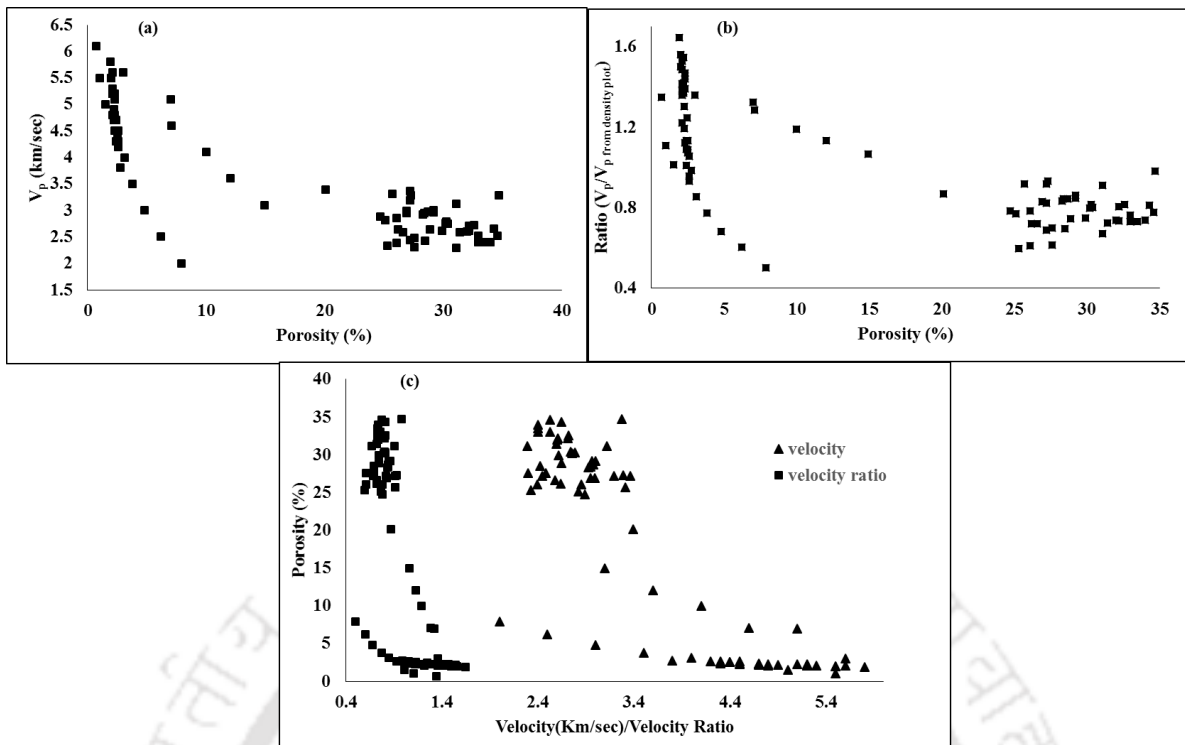 (a)
6.5
6
5.5
5
4.5
4
3.5
3
2.5
2
1.5
Vp (km/sec)
0 10 20 30 40
Porosity (%)
(b)
1.6
1.2
0.8
0.4
Ratio (Vp/Vp from density plot)
0 5 10 15 20 25 30 35
Porosity (%)
(c)
40
35
30
25
20
15
10
5
0
Porosity (%)
velocity
velocity ratio
0.4 1.4 2.4 3.4 4.4 5.4
Velocity(Km/sec)/Velocity Ratio